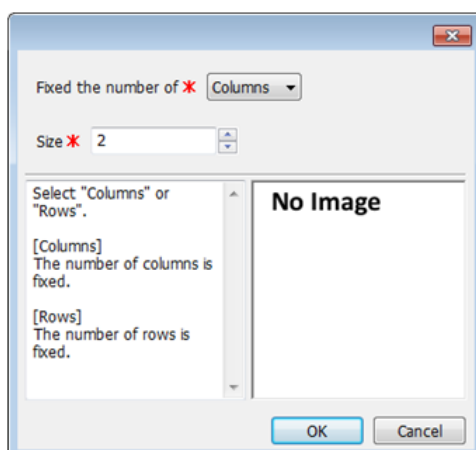 Fixed the number of * Columns
Size * 2
Select "Columns" or
"Rows".
[Columns]
The number of columns is
fixed.
[Rows]
The number of rows is
fixed.
No Image
OK Cancel